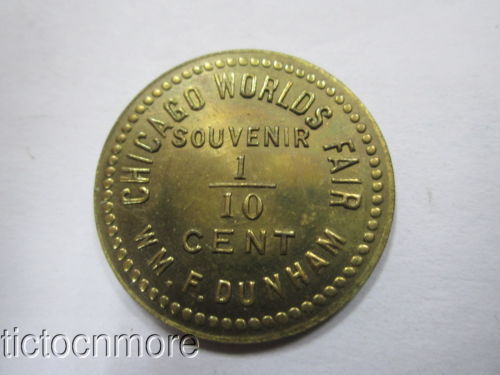 CHICAGO WORLDS FAIR
SOUVENIR
1
10
CENT
WM. F. DUNHAM
tictocnmore